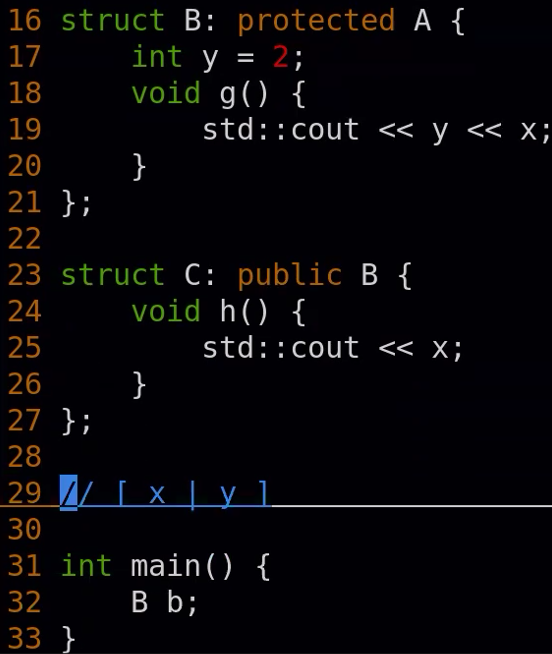 16 struct B: protected A {
17     int y = 2;
18     void g() {
19         std::cout << y << x;
20     }
21 };
22
23 struct C: public B {
24     void h() {
25         std::cout << x;
26     }
27 };
28
29 // [ x | y ]
30
31 int main() {
32     B b;
33 }